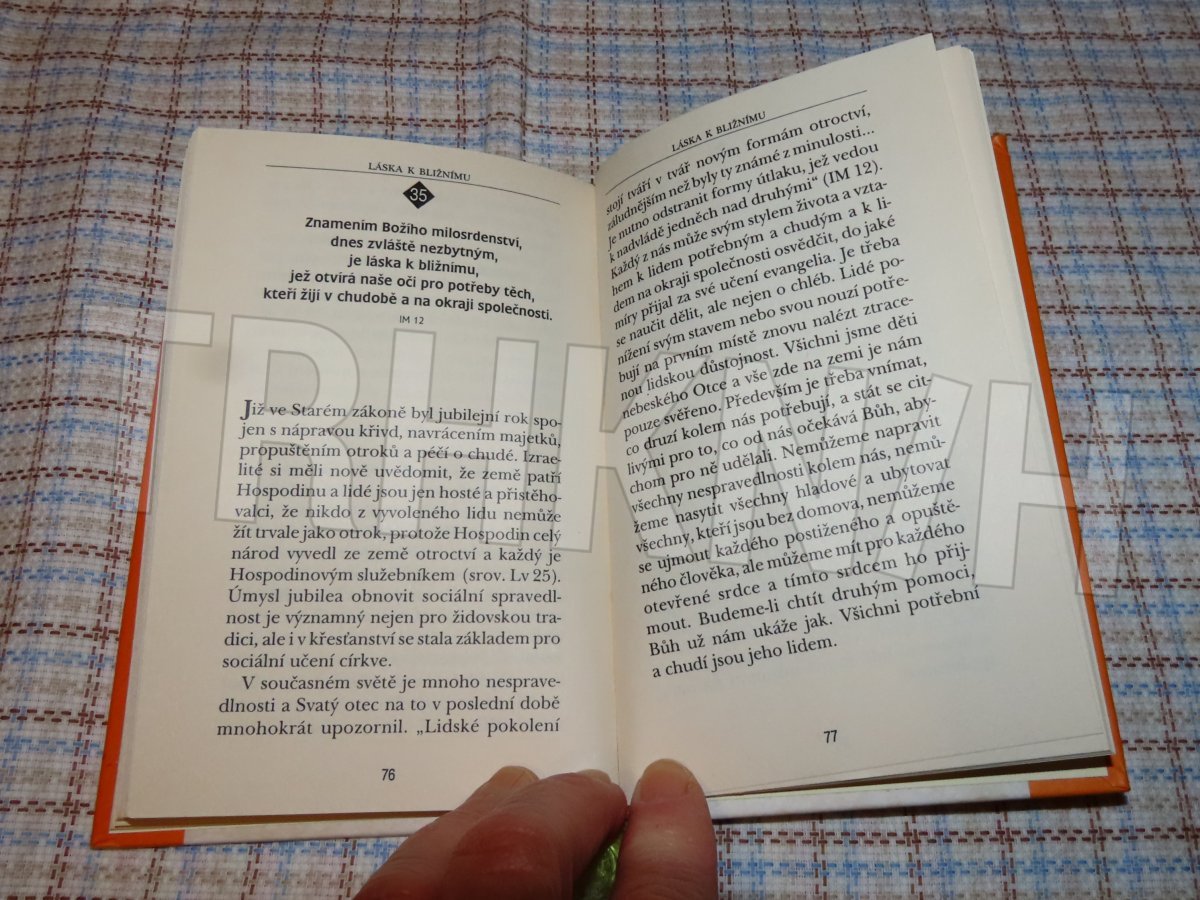 LÁSKA K BLIŽNÍMU
35
Znamením Božího milosrdenství,
dnes zvláště nezbytným,
je láska k bližnímu,
jež otvírá naše oči pro potřeby těch,
kteří žijí v chudobě a na okraji společnosti.
IM 12
Již ve Starém zákoně byl jubilejní rok spo-
jen s nápravou křivd, navrácením majetků,
propuštěním otroků a péčí o chudé. Izrae-
lité si měli nově uvědomit, že země patří
Hospodinu a lidé jsou jen hosté a přistěho-
valci, že nikdo z vyvoleného lidu nemůže
žít trvale jako otrok, protože Hospodin celý
národ vyvedl ze země otroctví a každý je
Hospodinovým služebníkem (srov. Lv 25).
Úmysl jubilea obnovit sociální spravedl-
nost je významný nejen pro židovskou tra-
dici, ale i v křesťanství se stala základem pro
sociální učení církve.
V současném světě je mnoho nesprave-
dlnosti a Svatý otec na to v poslední době
mnohokrát upozornil. „Lidské pokolení
76
LÁSKA K BLIŽNÍMU
stojí tváří v tvář novým formám otroctví,
záludnějším než byly ty známé z minulosti...
Je nutno odstranit formy útlaku, jež vedou
k nadvládě jedněch nad druhými“ (IM 12).
Každý z nás může svým stylem života a vzta-
hem k lidem potřebným a chudým a k li-
dem na okraji společnosti osvědčit, do jaké
míry přijal za své učení evangelia. Je třeba
se naučit dělit, ale nejen o chléb. Lidé po-
nížení svým stavem nebo svou nouzí potře-
bují na prvním místě znovu nalézt ztrace-
nou lidskou důstojnost. Všichni jsme děti
nebeského Otce a vše zde na zemi je nám
pouze svěřeno. Především je třeba vnímat,
co druzí kolem nás potřebují, a stát se cit-
livými pro to, co od nás očekává Bůh, aby-
chom pro ně udělali. Nemůžeme napravit
všechny nespravedlnosti kolem nás, nemů-
žeme nasytit všechny hladové a ubytovat
všechny, kteří jsou bez domova, nemůžeme
se ujmout každého postiženého a opuště-
ného člověka, ale můžeme mít pro každého
otevřené srdce a tímto srdcem ho přij-
mout. Budeme-li chtít druhým pomoci,
Bůh už nám ukáže jak. Všichni potřební
a chudí jsou jeho lidem.
77
TRHKNIH